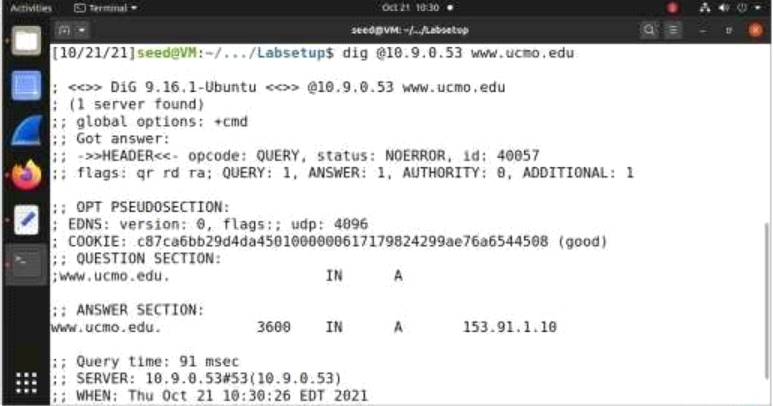 Activities Terminal Oct 21 10:30
seed@VM: ~/.../Labsetup
[10/21/21]seed@VM:~/.../Labsetup$ dig @10.9.0.53 www.ucmo.edu
; <<>> DiG 9.16.1-Ubuntu <<>> @10.9.0.53 www.ucmo.edu
; (1 server found)
;; global options: +cmd
;; Got answer:
;; ->>HEADER<<- opcode: QUERY, status: NOERROR, id: 40057
;; flags: qr rd ra; QUERY: 1, ANSWER: 1, AUTHORITY: 0, ADDITIONAL: 1
;; OPT PSEUDOSECTION:
; EDNS: version: 0, flags:; udp: 4096
; COOKIE: c87ca6bb29d4da4501000000617179824299ae76a6544508 (good)
;; QUESTION SECTION:
;www.ucmo.edu. IN A
;; ANSWER SECTION:
www.ucmo.edu. 3600 IN A 153.91.1.10
;; Query time: 91 msec
;; SERVER: 10.9.0.53#53(10.9.0.53)
;; WHEN: Thu Oct 21 10:30:26 EDT 2021